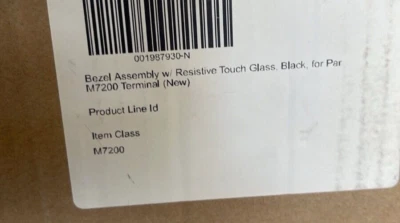 001987930-N
Bezel Assembly w/ Resistive Touch Glass, Black, for Par
M7200 Terminal (New)
Product Line Id
Item Class
M7200